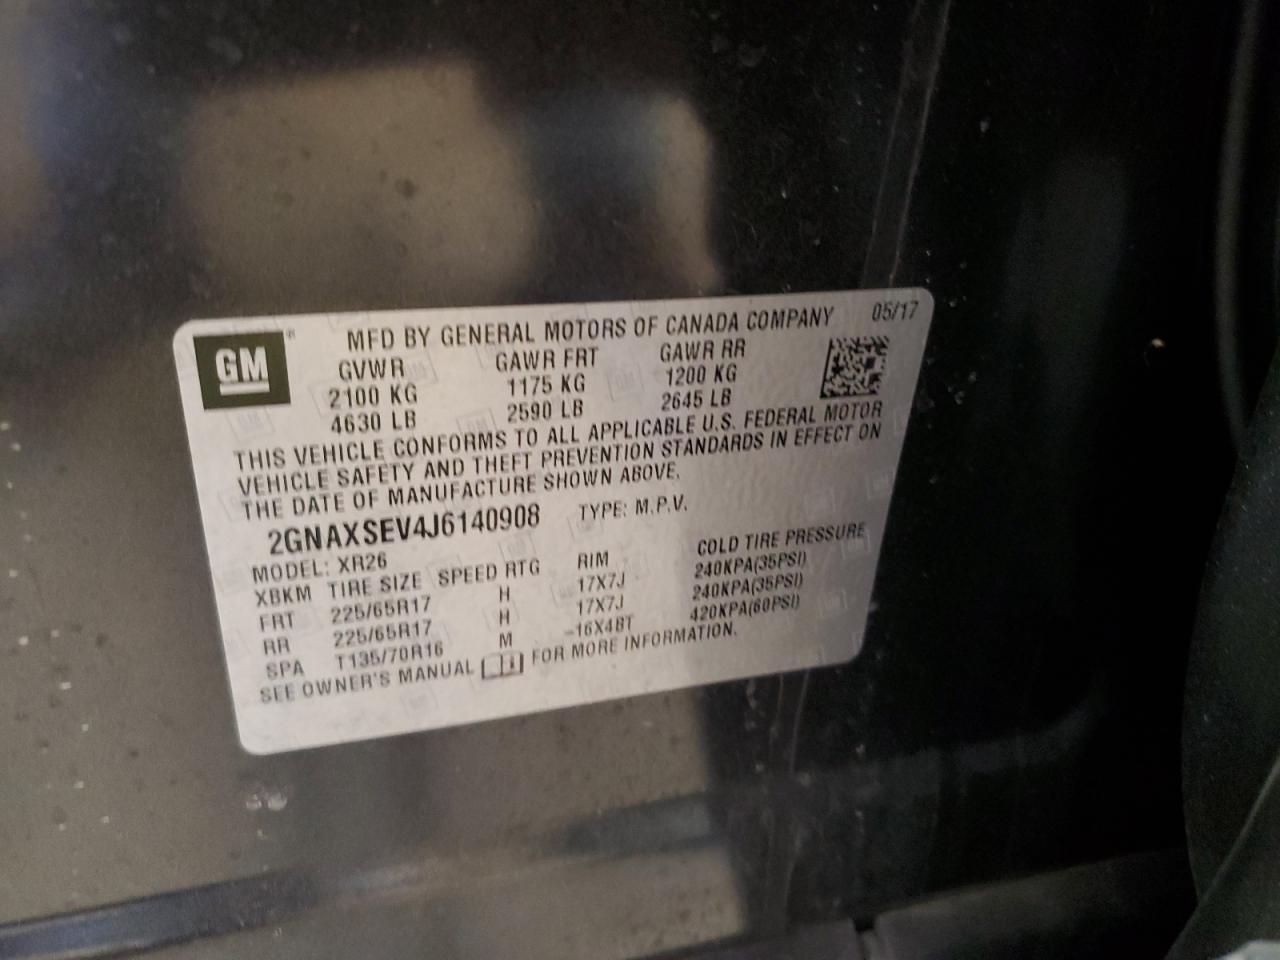 GM
MFD BY GENERAL MOTORS OF CANADA COMPANY 05/17
GVWR GAWR FRT GAWR RR
2100 KG 1175 KG 1200 KG
4630 LB 2590 LB 2645 LB
THIS VEHICLE CONFORMS TO ALL APPLICABLE U.S. FEDERAL MOTOR
VEHICLE SAFETY AND THEFT PREVENTION STANDARDS IN EFFECT ON
THE DATE OF MANUFACTURE SHOWN ABOVE.
2GNAXSEV4J6140908 TYPE: M.P.V.
MODEL: XR26
XBKM TIRE SIZE SPEED RTG RIM COLD TIRE PRESSURE
FRT 225/65R17 H 17X7J 240KPA(35PSI)
RR 225/65R17 H 17X7J 240KPA(35PSI)
SPA T135/70R16 M -16X4BT 420KPA(60PSI)
SEE OWNER'S MANUAL FOR MORE INFORMATION.